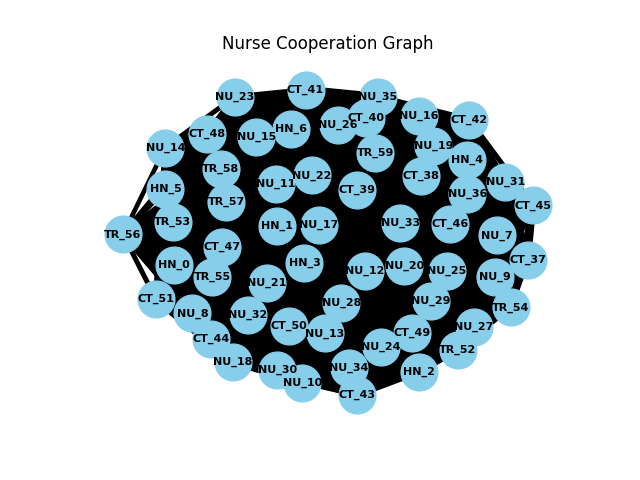 Nurse Cooperation Graph
CT_41
NU_23
NU_35
NU_16
CT_40
CT_42
NU_26
HN_6
CT_48
NU_15
NU_19
NU_14
TR_59
HN_4
TR_58
NU_22
CT_38
NU_31
NU_11
HN_5
CT_39
NU_36
TR_57
CT_45
TR_53
NU_33
CT_46
HN_1
NU_17
TR_56
NU_7
CT_47
CT_37
HN_3
HN_0
NU_20
NU_12
NU_25
TR_55
NU_9
NU_21
CT_51
NU_29
NU_28
TR_54
NU_8
NU_32
CT_50
NU_27
NU_13
CT_49
CT_44
NU_24
TR_52
NU_18
NU_34
NU_30
HN_2
NU_10
CT_43